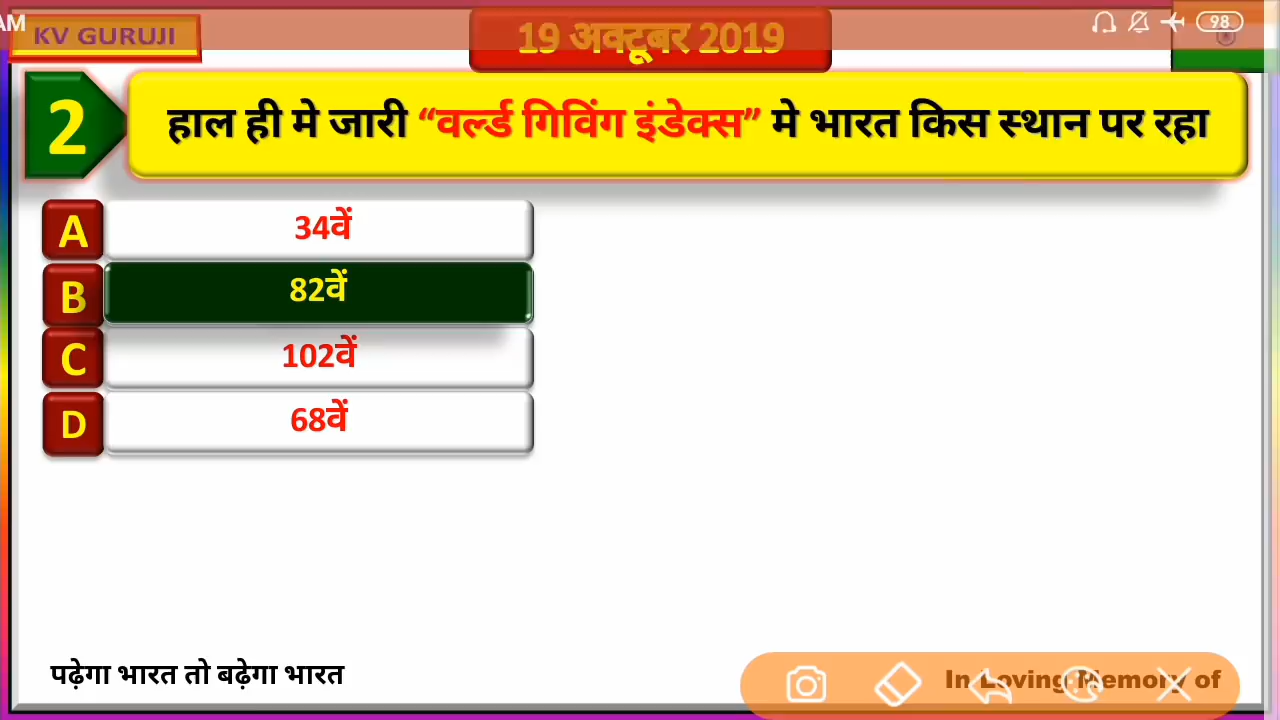 AM
98
KV GURUJI
19 अक्टूबर 2019
2
हाल ही मे जारी “वर्ल्ड गिविंग इंडेक्स” मे भारत किस स्थान पर रहा
A 34वें
B 82वें
C 102वें
D 68वें
पढ़ेगा भारत तो बढ़ेगा भारत
In Loving Memory of